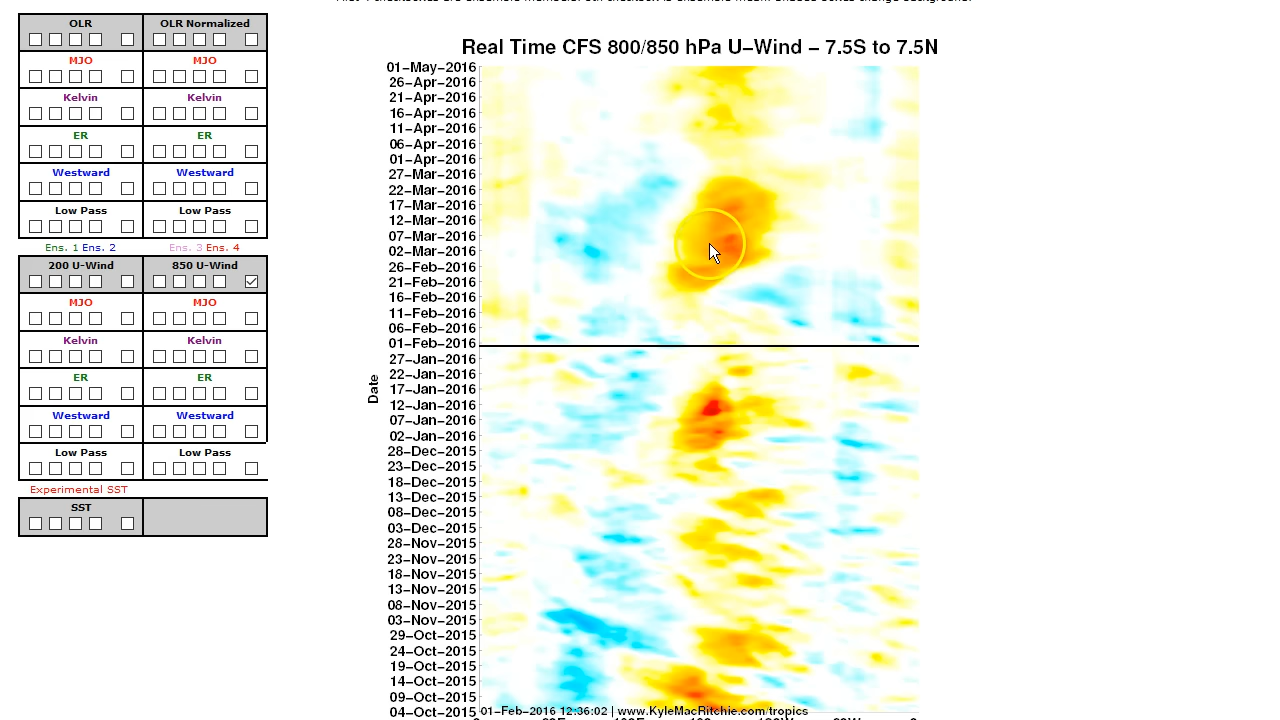 Real Time CFS 800/850 hPa U-Wind – 7.5S to 7.5N
OLR
OLR Normalized
MJO
MJO
Kelvin
Kelvin
ER
ER
Westward
Westward
Low Pass
Low Pass
Ens. 1 Ens. 2
Ens. 3 Ens. 4
200 U-Wind
850 U-Wind
MJO
MJO
Kelvin
Kelvin
ER
ER
Westward
Westward
Low Pass
Low Pass
Experimental SST
SST
01-May-2016
26-Apr-2016
21-Apr-2016
16-Apr-2016
11-Apr-2016
06-Apr-2016
01-Apr-2016
27-Mar-2016
22-Mar-2016
17-Mar-2016
12-Mar-2016
07-Mar-2016
02-Mar-2016
26-Feb-2016
21-Feb-2016
16-Feb-2016
11-Feb-2016
06-Feb-2016
01-Feb-2016
27-Jan-2016
22-Jan-2016
17-Jan-2016
12-Jan-2016
07-Jan-2016
02-Jan-2016
28-Dec-2015
23-Dec-2015
18-Dec-2015
13-Dec-2015
08-Dec-2015
03-Dec-2015
28-Nov-2015
23-Nov-2015
18-Nov-2015
13-Nov-2015
08-Nov-2015
03-Nov-2015
29-Oct-2015
24-Oct-2015
19-Oct-2015
14-Oct-2015
09-Oct-2015
04-Oct-2015
Date
01-Feb-2016 12:36:02 | www.KyleMacRitchie.com/tropics